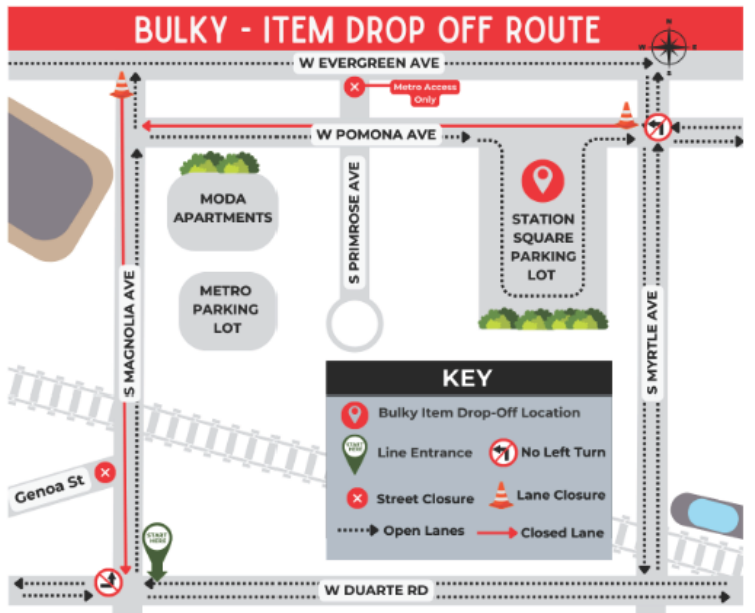 BULKY - ITEM DROP OFF ROUTE
N
W
E
W EVERGREEN AVE
Metro Access
Only
W POMONA AVE
MODA
APARTMENTS
METRO
PARKING
LOT
S PRIMROSE AVE
STATION
SQUARE
PARKING
LOT
S MAGNOLIA AVE
S MYRTLE AVE
KEY
Bulky Item Drop-Off Location
START
HERE
Line Entrance
No Left Turn
Street Closure
Lane Closure
Open Lanes
Closed Lane
Genoa St
START
HERE
W DUARTE RD